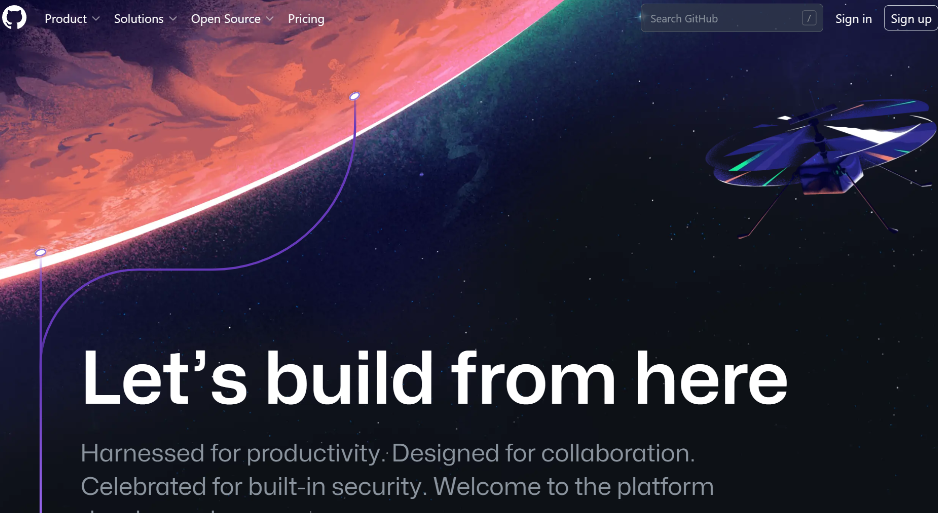 Product
Solutions
Open Source
Pricing
Search GitHub
/
Sign in
Sign up
Let's build from here
Harnessed for productivity. Designed for collaboration.
Celebrated for built-in security. Welcome to the platform